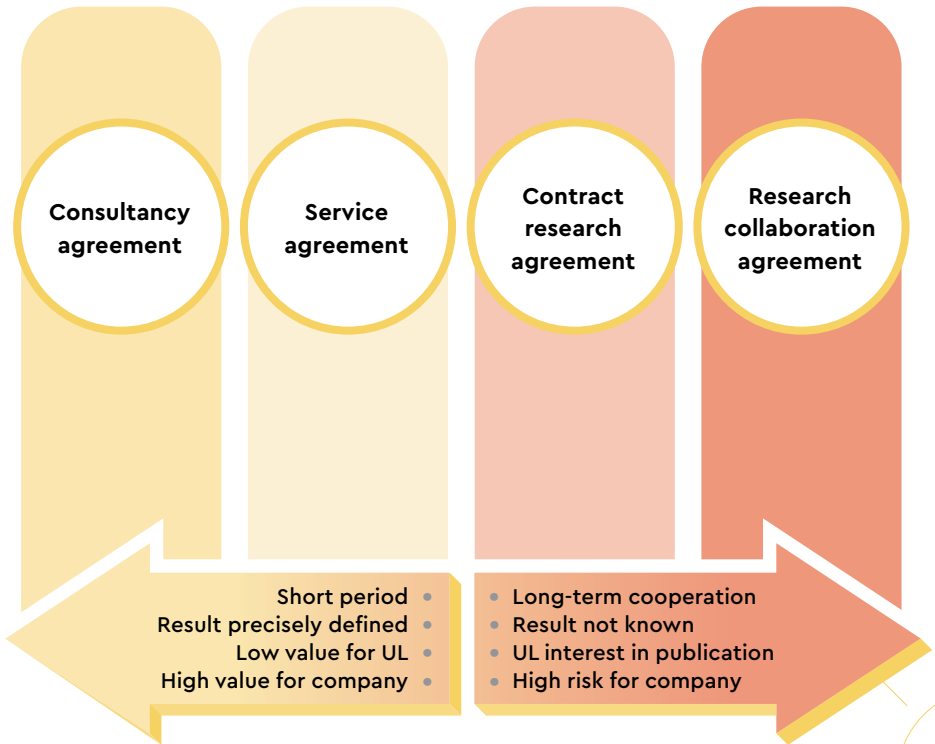 Consultancy
agreement
Service
agreement
Contract
research
agreement
Research
collaboration
agreement
Short period •
Result precisely defined •
Low value for UL •
High value for company •
• Long-term cooperation
• Result not known
• UL interest in publication
• High risk for company